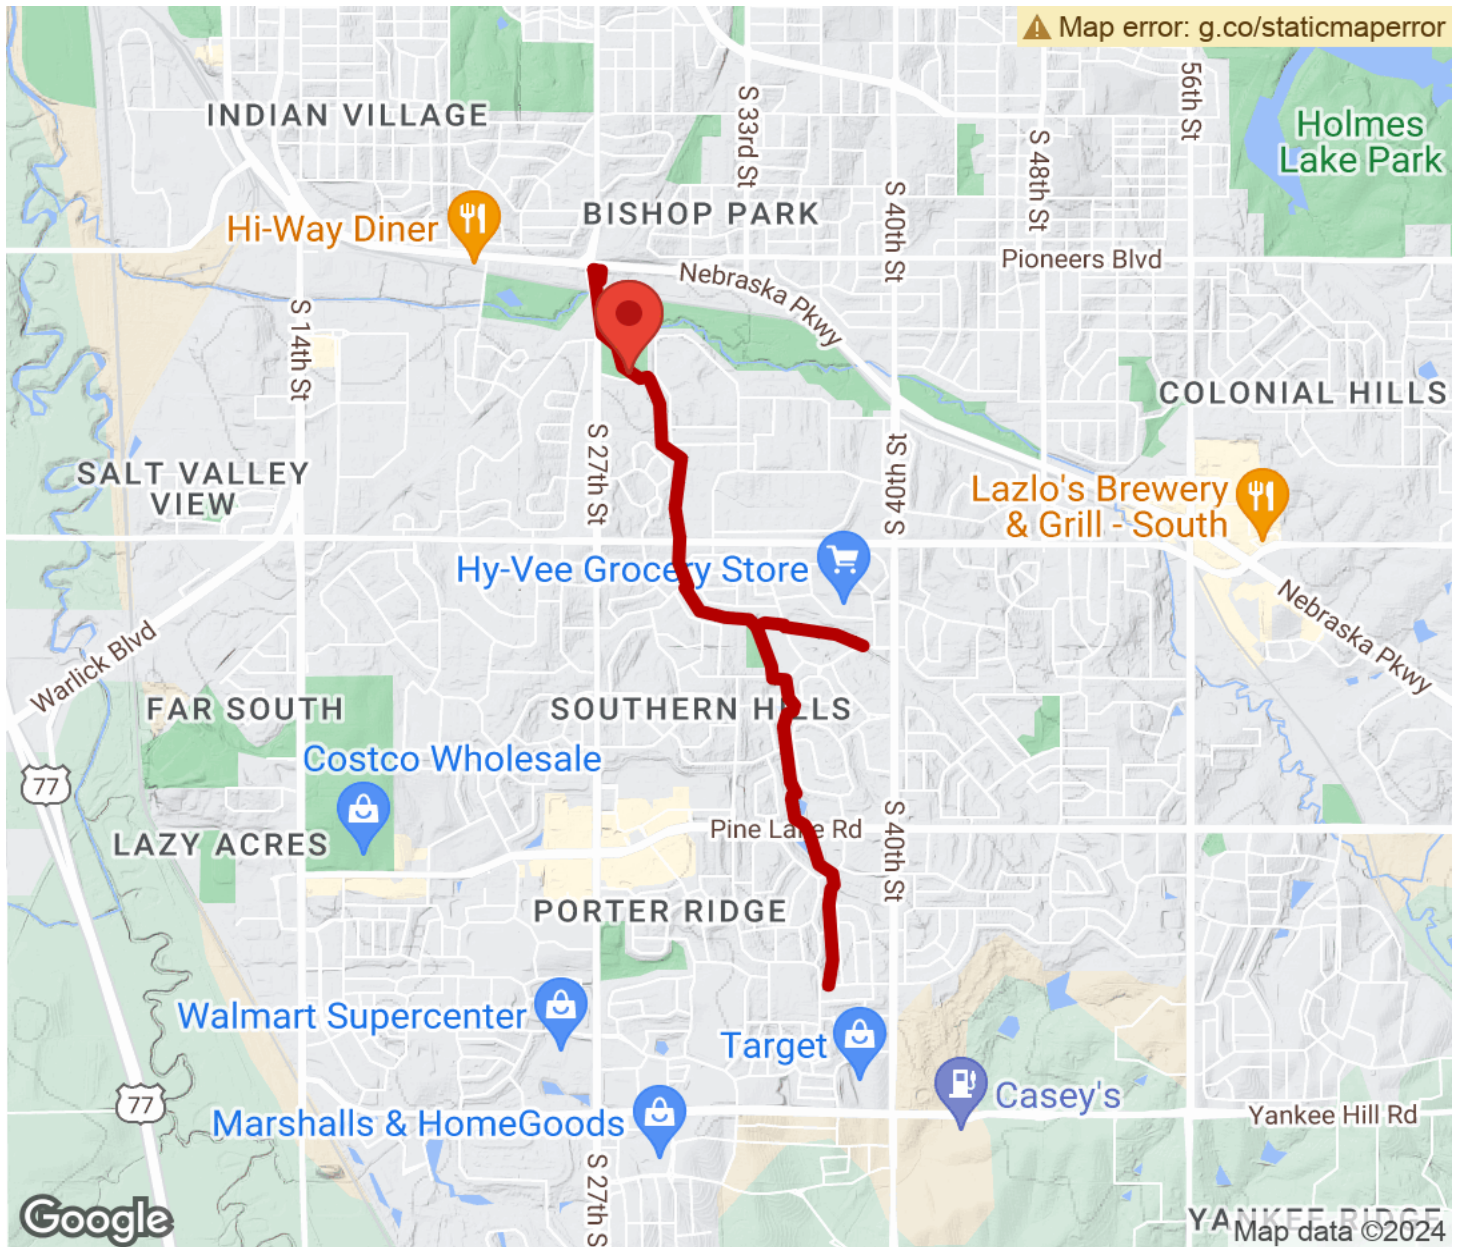 Map error: g.co/staticmaperror
S 33rd St
56th St
INDIAN VILLAGE
Holmes
Lake Park
S 48th St
S 40th St
BISHOP PARK
Hi-Way Diner
Pioneers Blvd
Nebraska Pkwy
S 14th St
COLONIAL HILLS
S 27th St
S 40th St
SALT VALLEY
VIEW
Lazlo's Brewery
& Grill - South
Hy-Vee Grocery Store
Nebraska Pkwy
Warlick Blvd
FAR SOUTH
SOUTHERN HILLS
Costco Wholesale
77
S 40th St
Pine Lake Rd
LAZY ACRES
PORTER RIDGE
Walmart Supercenter
Target
77
Casey's
Marshalls & HomeGoods
Yankee Hill Rd
S 27th S
YANKEE RIDGE
Google
Map data ©2024